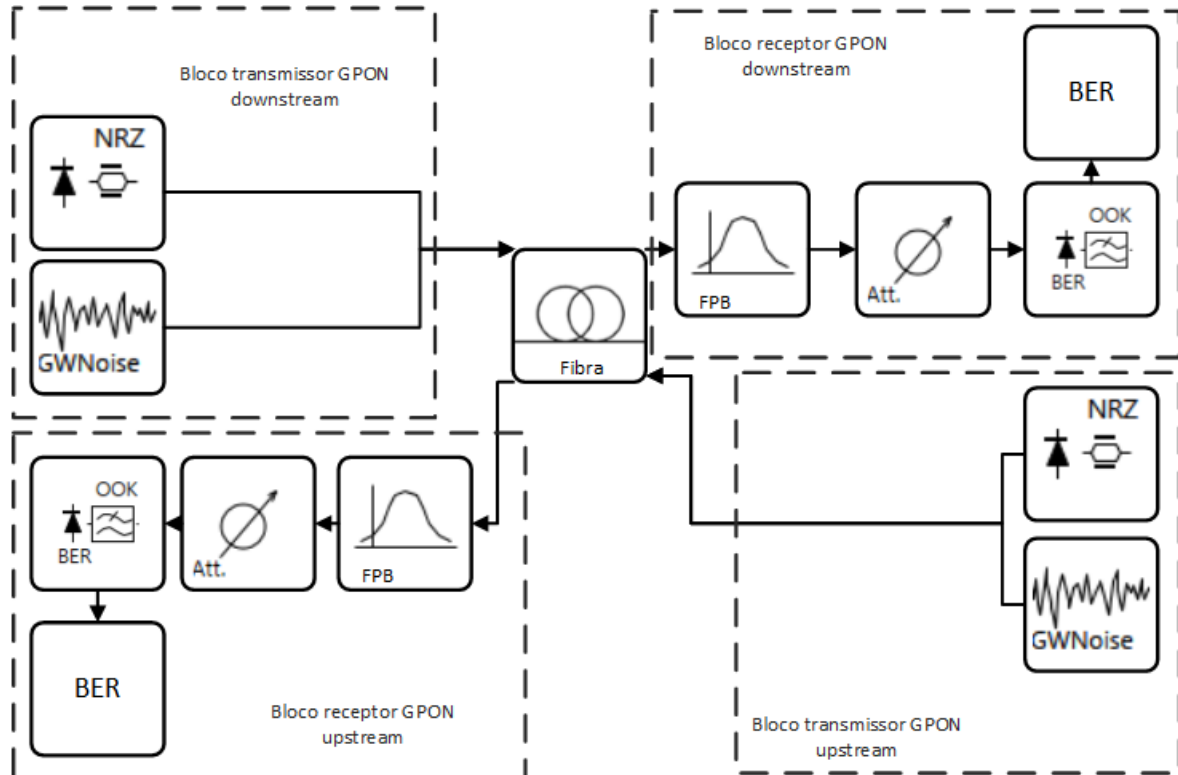 Bloco transmissor GPON
downstream
NRZ
GWNoise
Bloco receptor GPON
downstream
BER
FPB
Att.
OOK
BER
Fibra
NRZ
GWNoise
Bloco transmissor GPON
upstream
OOK
BER
Att.
FPB
BER
Bloco receptor GPON
upstream